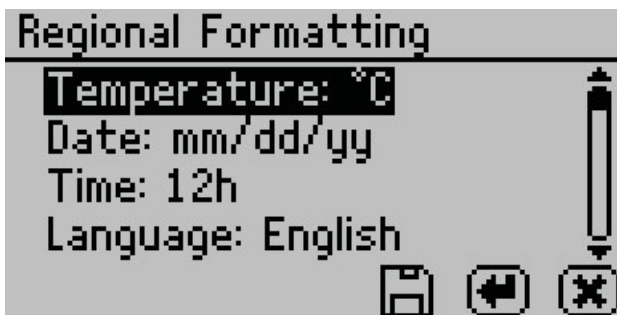 Regional Formatting
Temperature: °C
Date: mm/dd/yy
Time: 12h
Language: English